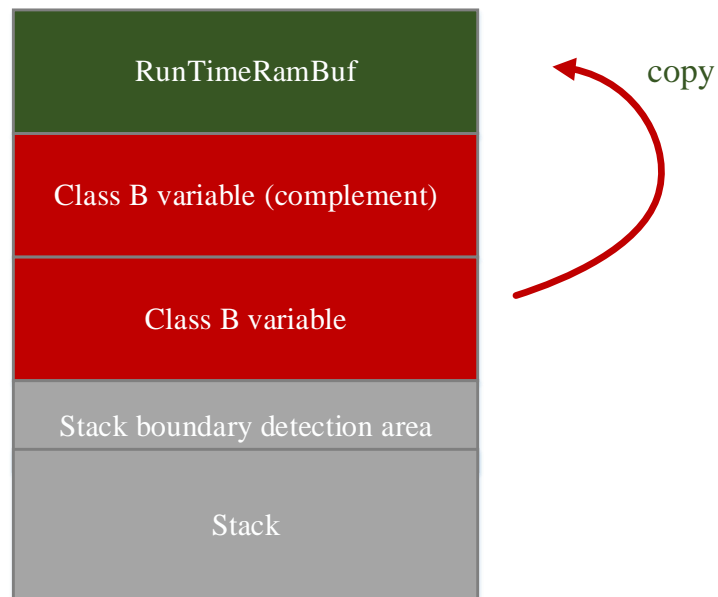 RunTimeRamBuf
copy
Class B variable (complement)
Class B variable
Stack boundary detection area
Stack